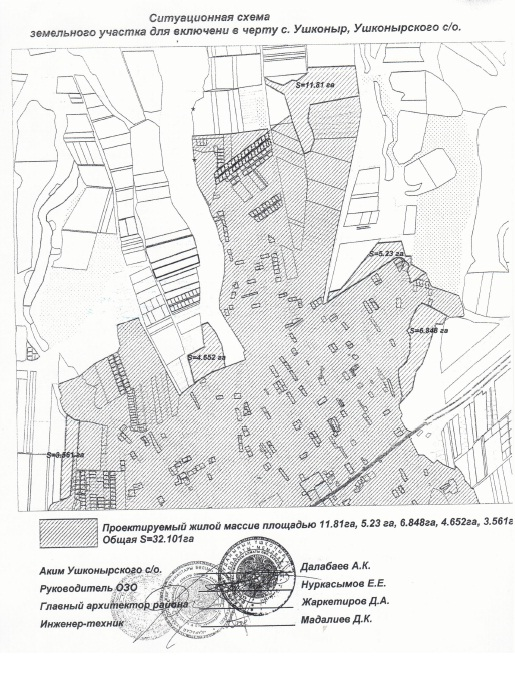 Ситуационная схема
земельного участка для включени в черту с. Ушконыр, Ушконырского с/о.
S=11.81 га
S=5.23 га
S=6.848 га
S=4.652 га
S=3.561 га
Проектируемый жилой массив площадью 11.81га, 5.23 га, 6.848га, 4.652га, 3.561г
Общая S=32.101га
Аким Ушконырского с/о. Далабаев А.К.
Руководитель ОЗО Нуркасымов Е.Е.
Главный архитектор района Жаркетиров Д.А.
Инженер-техник Мадалиев Д.К.